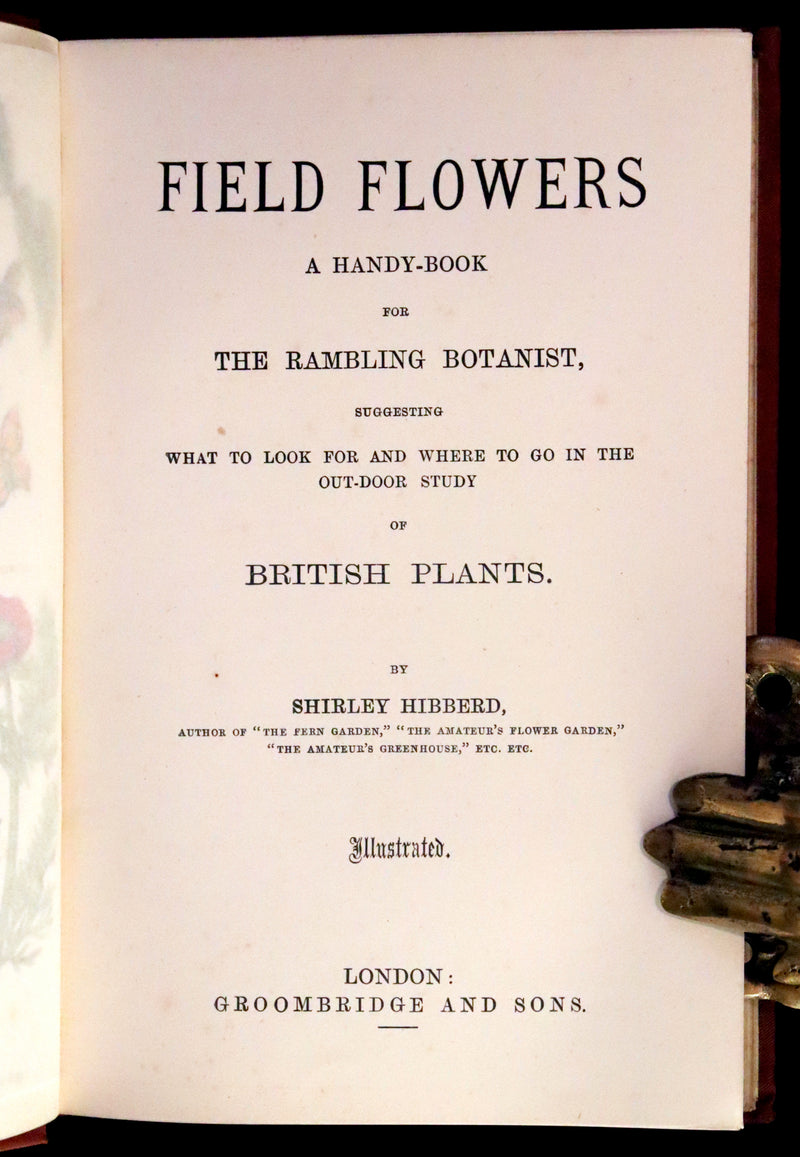 FIELD FLOWERS
A HANDY-BOOK
FOR
THE RAMBLING BOTANIST,
SUGGESTING
WHAT TO LOOK FOR AND WHERE TO GO IN THE
OUT-DOOR STUDY
OF
BRITISH PLANTS.
BY
SHIRLEY HIBBERD,
AUTHOR OF "THE FERN GARDEN," "THE AMATEUR'S FLOWER GARDEN,"
"THE AMATEUR'S GREENHOUSE," ETC. ETC.
Illustrated.
LONDON:
GROOMBRIDGE AND SONS.